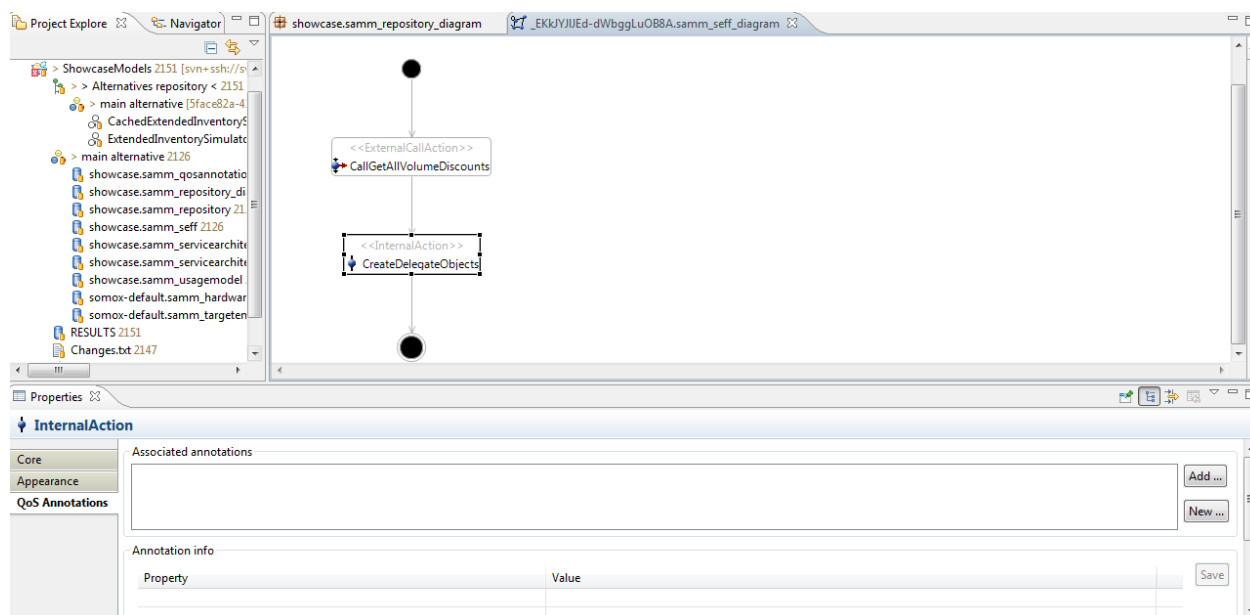 Project Explore Navigator
showcase.samm_repository_diagram
_EKkJYJUEd-dWbggLuOB8A.samm_seff_diagram
> ShowcaseModels 2151 [svn+ssh://s
> > Alternatives repository < 2151
> main alternative [5face82a-4
CachedExtendedInventoryS
ExtendedInventorySimulato
> main alternative 2126
showcase.samm_qosannotatio
showcase.samm_repository_di
showcase.samm_repository 21
showcase.samm_seff 2126
showcase.samm_servicearchite
showcase.samm_servicearchite
showcase.samm_usagemodel
somox-default.samm_hardwar
somox-default.samm_targeten
RESULTS 2151
Changes.txt 2147
<<ExternalCallAction>>
CallGetAllVolumeDiscounts
<<InternalAction>>
CreateDelegateObjects
Properties
InternalAction
Core
Appearance
QoS Annotations
Associated annotations
Add ...
New ...
Annotation info
Property Value
Save